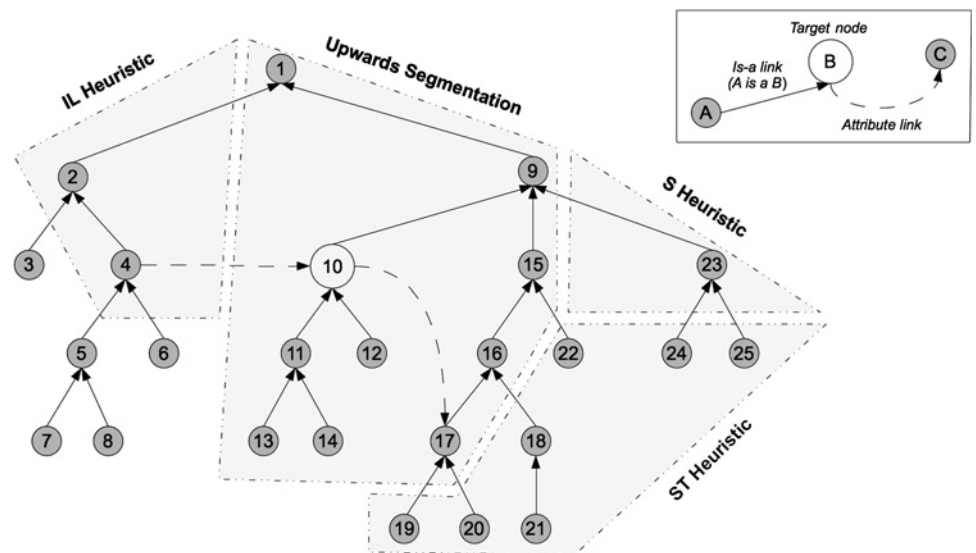 IL Heuristic
Upwards Segmentation
S Heuristic
ST Heuristic
Target node
Is-a link
(A is a B)
Attribute link
A
B
C
1
2
9
3
4
10
15
23
5
6
11
12
16
22
24
25
7
8
13
14
17
18
19
20
21